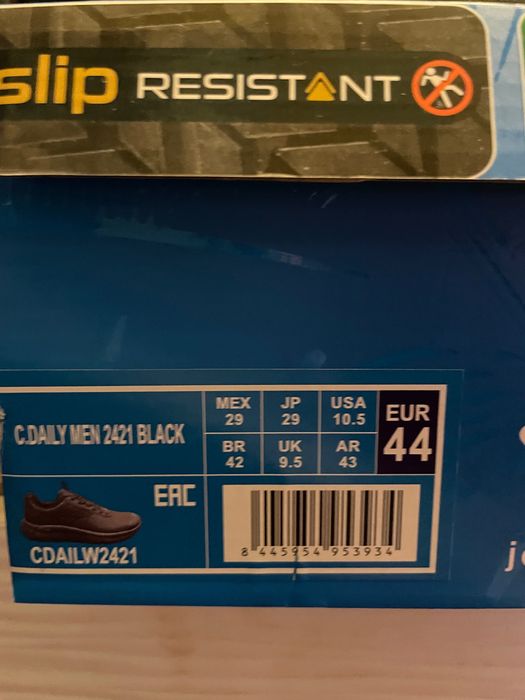 slip RESISTANT
C.DAILY MEN 2421 BLACK
MEX 29
JP 29
USA 10.5
BR 42
UK 9.5
AR 43
EUR 44
EAC
CDAILW2421
8 445954 953934